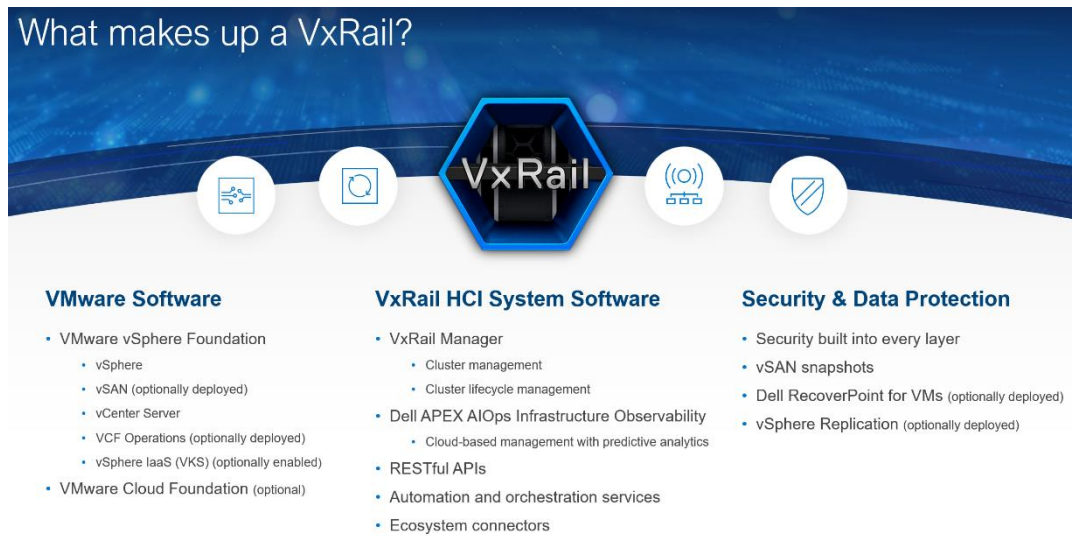 What makes up a VxRail?
VxRail
VMware Software
• VMware vSphere Foundation
• vSphere
• vSAN (optionally deployed)
• vCenter Server
• VCF Operations (optionally deployed)
• vSphere IaaS (VKS) (optionally enabled)
• VMware Cloud Foundation (optional)
VxRail HCI System Software
• VxRail Manager
• Cluster management
• Cluster lifecycle management
• Dell APEX AIOps Infrastructure Observability
• Cloud-based management with predictive analytics
• RESTful APIs
• Automation and orchestration services
• Ecosystem connectors
Security & Data Protection
• Security built into every layer
• vSAN snapshots
• Dell RecoverPoint for VMs (optionally deployed)
• vSphere Replication (optionally deployed)